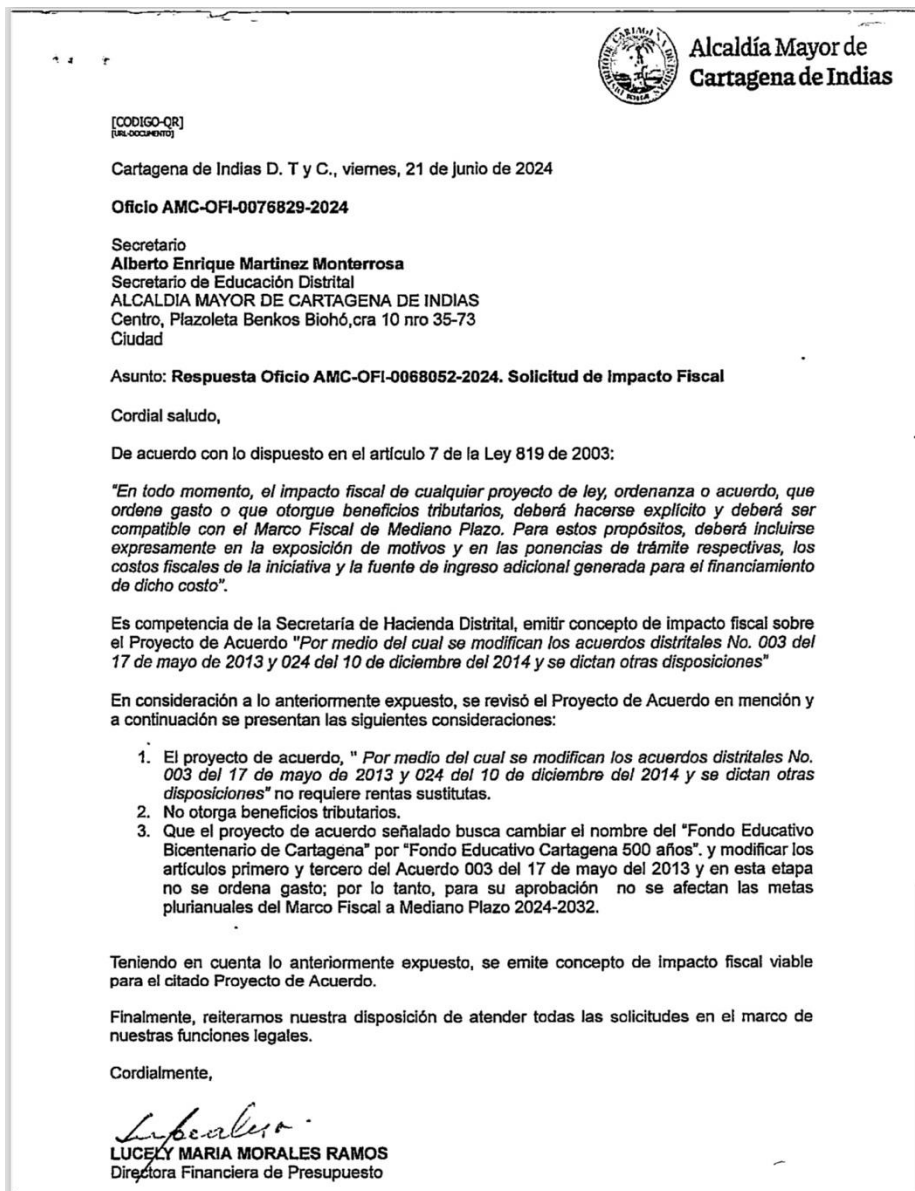 Alcaldía Mayor de
Cartagena de Indias
[CODIGO-QR]
[URL-DOCUMENTO]
Cartagena de Indias D. T y C., viernes, 21 de junio de 2024
Oficio AMC-OFI-0076829-2024
Secretario
Alberto Enrique Martinez Monterrosa
Secretario de Educación Distrital
ALCALDIA MAYOR DE CARTAGENA DE INDIAS
Centro, Plazoleta Benkos Biohó,cra 10 nro 35-73
Ciudad
Asunto: Respuesta Oficio AMC-OFI-0068052-2024. Solicitud de Impacto Fiscal
Cordial saludo,
De acuerdo con lo dispuesto en el artículo 7 de la Ley 819 de 2003:
"En todo momento, el impacto fiscal de cualquier proyecto de ley, ordenanza o acuerdo, que
ordene gasto o que otorgue beneficios tributarios, deberá hacerse explícito y deberá ser
compatible con el Marco Fiscal de Mediano Plazo. Para estos propósitos, deberá incluirse
expresamente en la exposición de motivos y en las ponencias de trámite respectivas, los
costos fiscales de la iniciativa y la fuente de ingreso adicional generada para el financiamiento
de dicho costo".
Es competencia de la Secretaría de Hacienda Distrital, emitir concepto de impacto fiscal sobre
el Proyecto de Acuerdo "Por medio del cual se modifican los acuerdos distritales No. 003 del
17 de mayo de 2013 y 024 del 10 de diciembre del 2014 y se dictan otras disposiciones"
En consideración a lo anteriormente expuesto, se revisó el Proyecto de Acuerdo en mención y
a continuación se presentan las siguientes consideraciones:
1. El proyecto de acuerdo, " Por medio del cual se modifican los acuerdos distritales No.
003 del 17 de mayo de 2013 y 024 del 10 de diciembre del 2014 y se dictan otras
disposiciones" no requiere rentas sustitutas.
2. No otorga beneficios tributarios.
3. Que el proyecto de acuerdo señalado busca cambiar el nombre del "Fondo Educativo
Bicentenario de Cartagena" por "Fondo Educativo Cartagena 500 años". y modificar los
artículos primero y tercero del Acuerdo 003 del 17 de mayo del 2013 y en esta etapa
no se ordena gasto; por lo tanto, para su aprobación no se afectan las metas
plurianuales del Marco Fiscal a Mediano Plazo 2024-2032.
Teniendo en cuenta lo anteriormente expuesto, se emite concepto de impacto fiscal viable
para el citado Proyecto de Acuerdo.
Finalmente, reiteramos nuestra disposición de atender todas las solicitudes en el marco de
nuestras funciones legales.
Cordialmente,
LUCELY MARIA MORALES RAMOS
Directora Financiera de Presupuesto